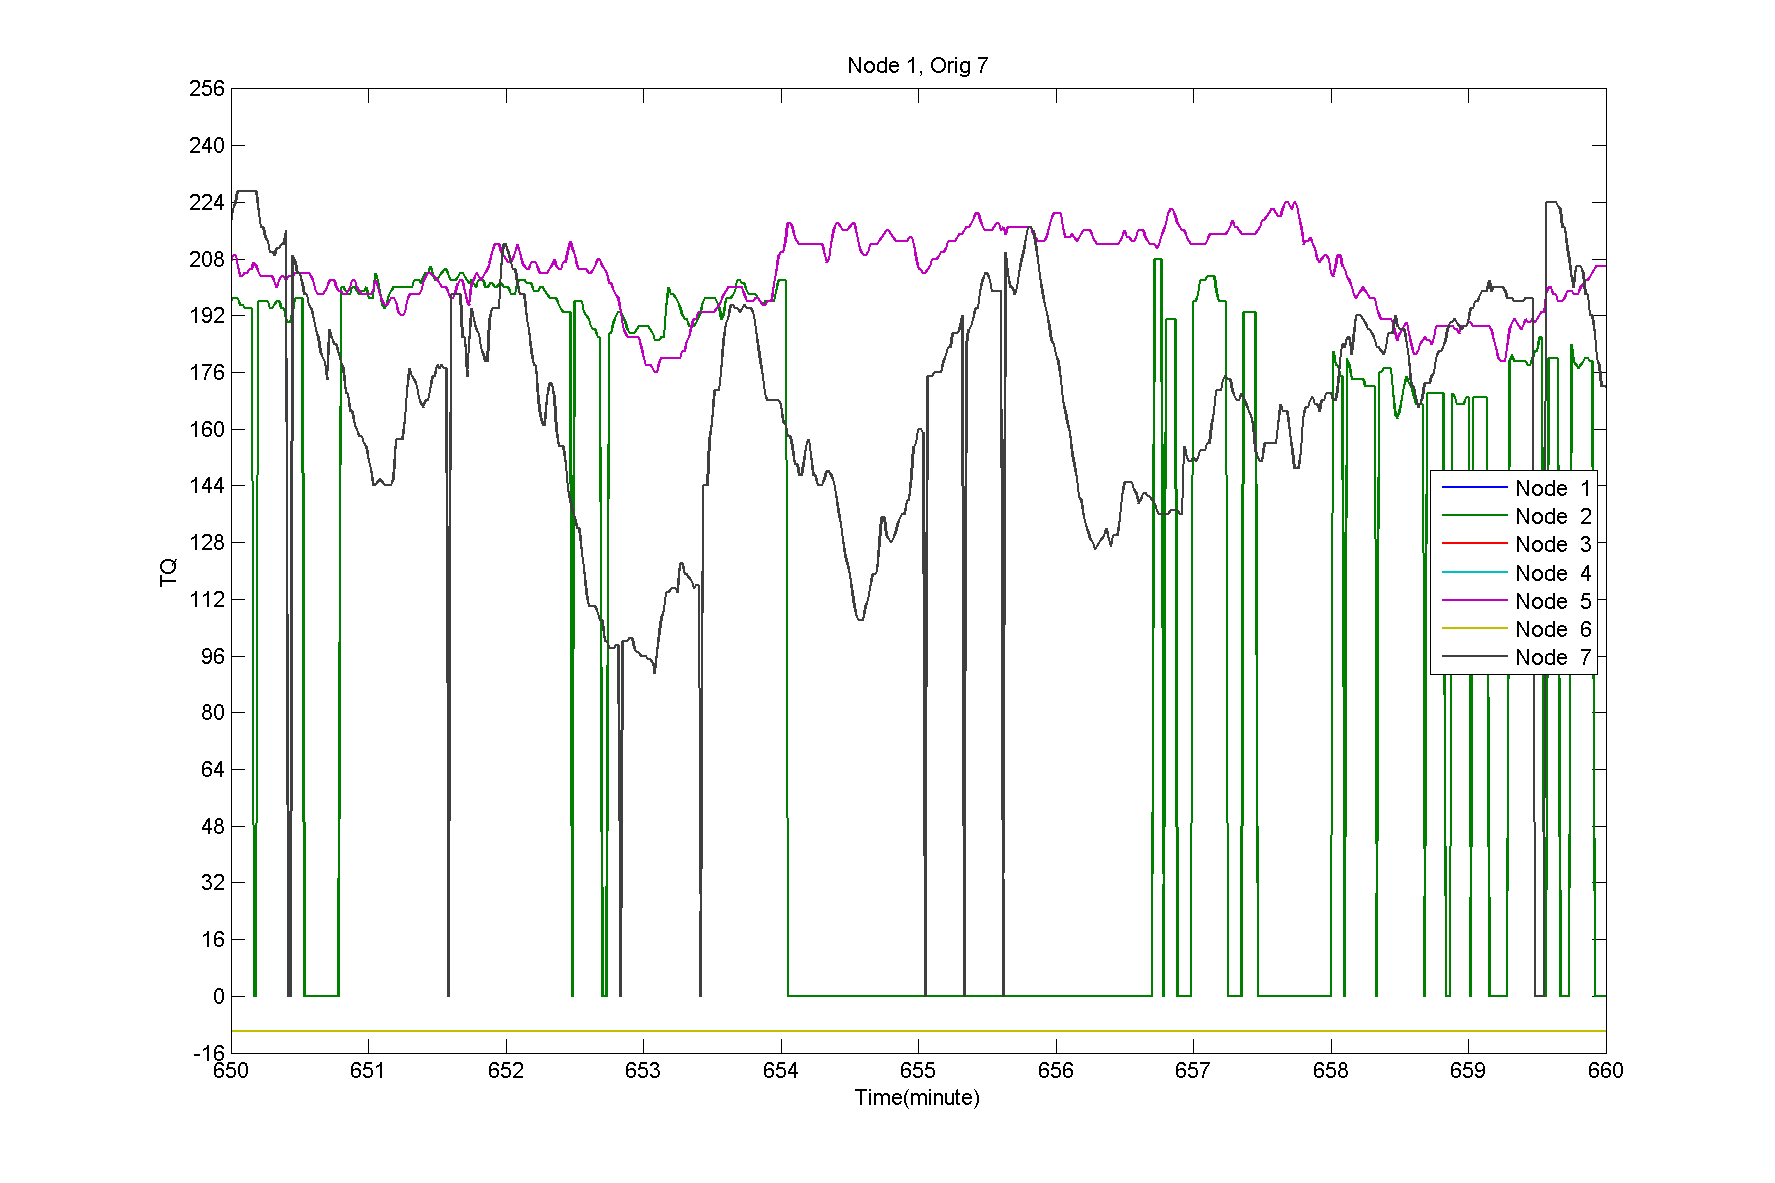 Node 1, Orig 7
256
240
224
208
192
176
160
144
128
112
96
80
64
48
32
16
0
-16
TQ
Node 1
Node 2
Node 3
Node 4
Node 5
Node 6
Node 7
650 651 652 653 654 655 656 657 658 659 660
Time(minute)